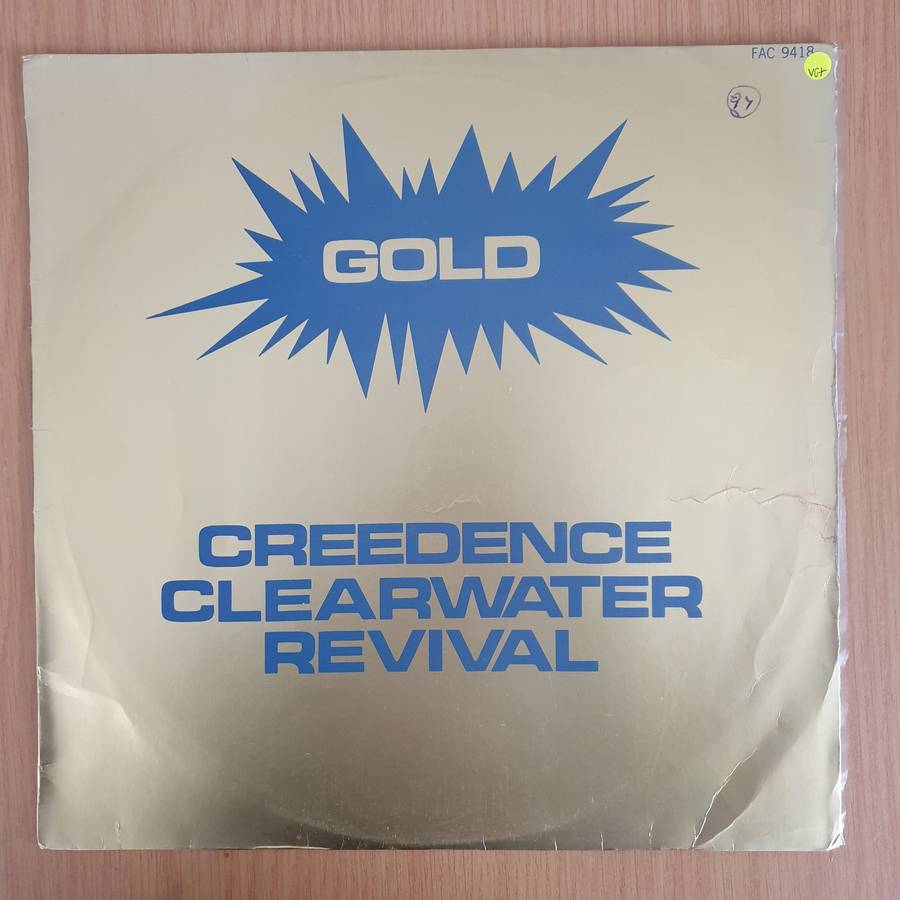 FAC 9418
VG+
GOLD
CREEDENCE
CLEARWATER
REVIVAL